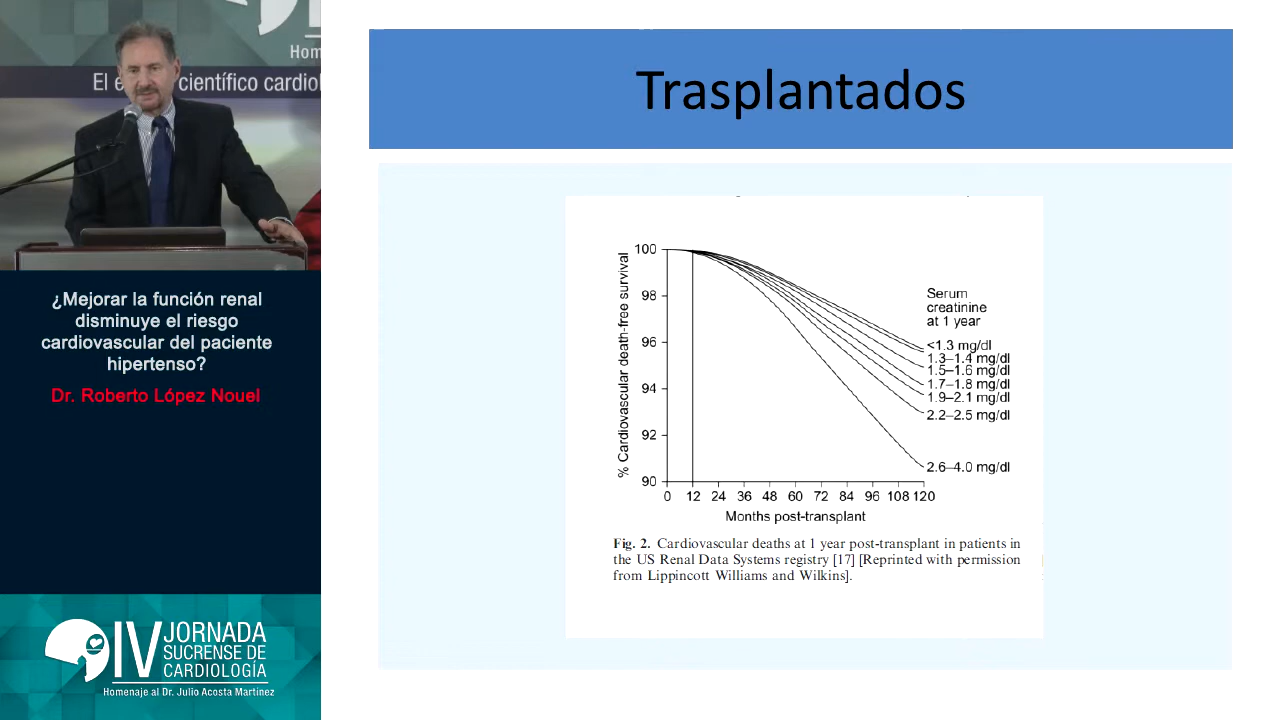 IV
Hom
El e
científico cardiol
¿Mejorar la función renal
disminuye el riesgo
cardiovascular del paciente
hipertenso?
Dr. Roberto López Nouel
IV JORNADA
SUCRENSE DE
CARDIOLOGÍA
Homenaje al Dr. Julio Acosta Martínez
Trasplantados
% Cardiovascular death-free survival
100
98
96
94
92
90
0 12 24 36 48 60 72 84 96 108 120
Months post-transplant
Serum
creatinine
at 1 year
<1.3 mg/dl
1.3–1.4 mg/dl
1.5–1.6 mg/dl
1.7–1.8 mg/dl
1.9–2.1 mg/dl
2.2–2.5 mg/dl
2.6–4.0 mg/dl
Fig. 2. Cardiovascular deaths at 1 year post-transplant in patients in
the US Renal Data Systems registry [17] [Reprinted with permission
from Lippincott Williams and Wilkins].